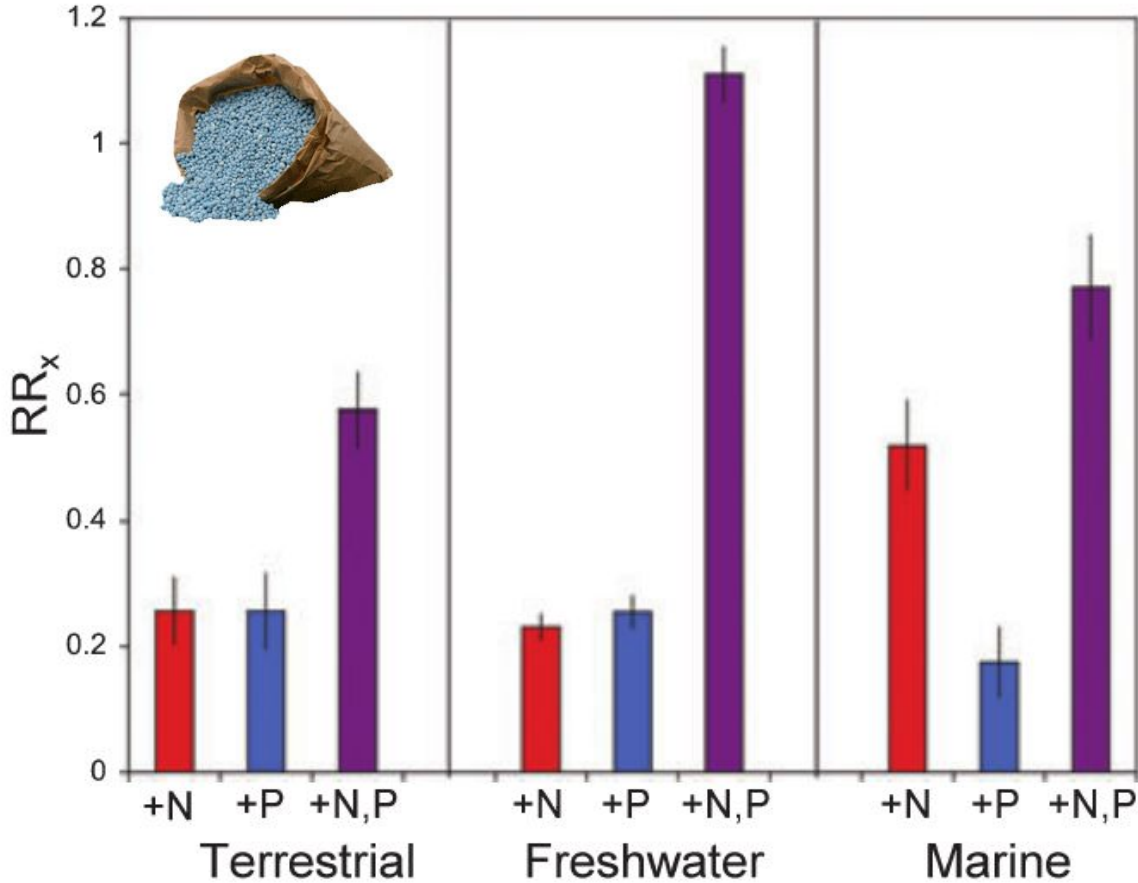 1.2
1
0.8
0.6
0.4
0.2
0
RRx
+N +P +N,P +N +P +N,P +N +P +N,P
Terrestrial Freshwater Marine